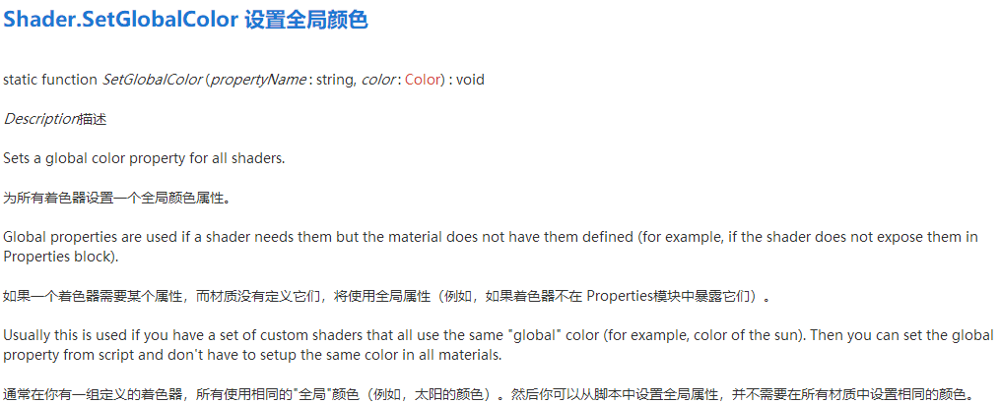 Shader.SetGlobalColor 设置全局颜色
static function SetGlobalColor (propertyName : string, color : Color) : void
Description描述
Sets a global color property for all shaders.
为所有着色器设置一个全局颜色属性。
Global properties are used if a shader needs them but the material does not have them defined (for example, if the shader does not expose them in
Properties block).
如果一个着色器需要某个属性，而材质没有定义它们，将使用全局属性（例如，如果着色器不在 Properties模块中暴露它们）。
Usually this is used if you have a set of custom shaders that all use the same "global" color (for example, color of the sun). Then you can set the global
property from script and don't have to setup the same color in all materials.
通常在你有一组定义的着色器，所有使用相同的"全局"颜色（例如，太阳的颜色）。然后你可以从脚本中设置全局属性，并不需要在所有材质中设置相同的颜色。